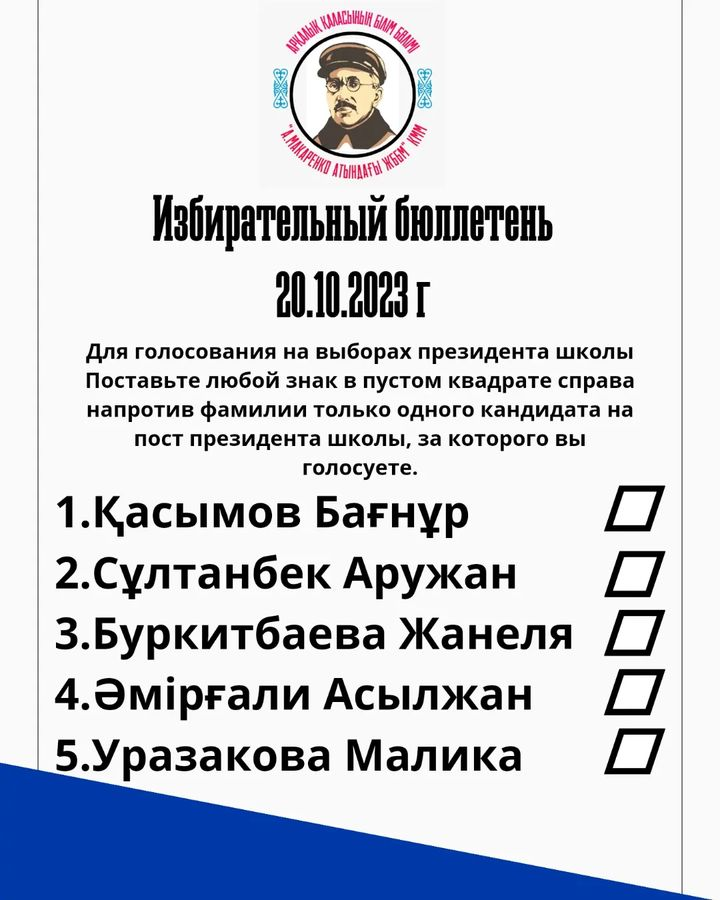 АРҚАЛЫҚ ҚАЛАСЫНЫҢ БІЛІМ БӨЛІМІ
"А.МАКАРЕНКО АТЫНДАҒЫ ЖББМ" КММ
Избирательный бюллетень
20.10.2023 г
Для голосования на выборах президента школы
Поставьте любой знак в пустом квадрате справа
напротив фамилии только одного кандидата на
пост президента школы, за которого вы
голосуете.
1.Қасымов Бағнұр
2.Сұлтанбек Аружан
3.Буркитбаева Жанеля
4.Әмірғали Асылжан
5.Уразакова Малика